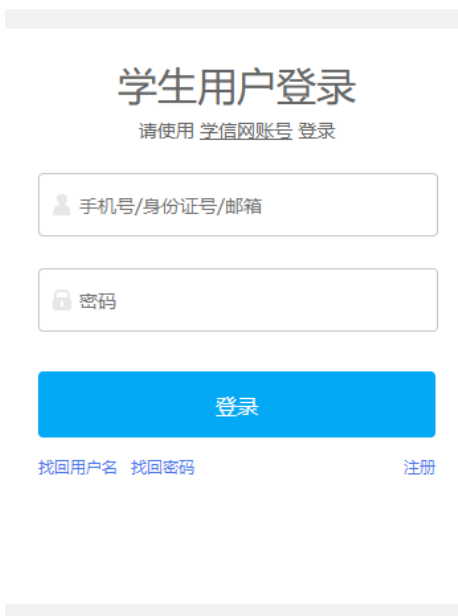 学生用户登录
请使用 学信网账号 登录
手机号/身份证号/邮箱
密码
登录
找回用户名 找回密码 注册